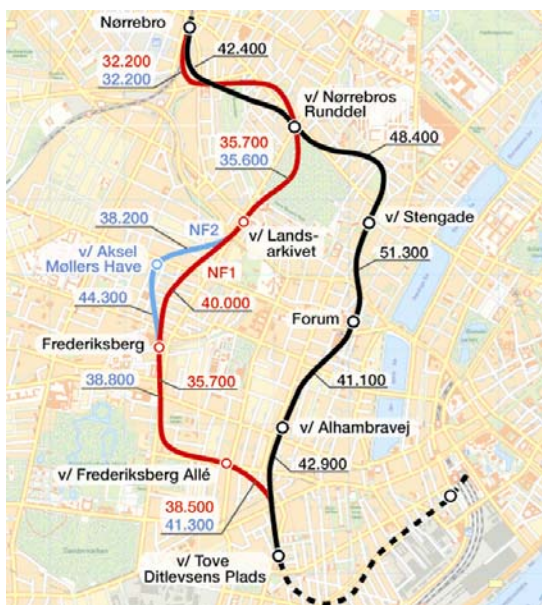 Nørrebro
32.200
32.200
42.400
v/ Nørrebros
Runddel
35.700
35.600
48.400
38.200
NF2
v/ Stengade
v/ Lands-
arkivet
v/ Aksel
Møllers Have
NF1
51.300
44.300
40.000
Forum
Frederiksberg
38.800
35.700
41.100
v/ Alhambravej
42.900
v/ Frederiksberg Allé
38.500
41.300
v/ Tove
Ditlevsens Plads